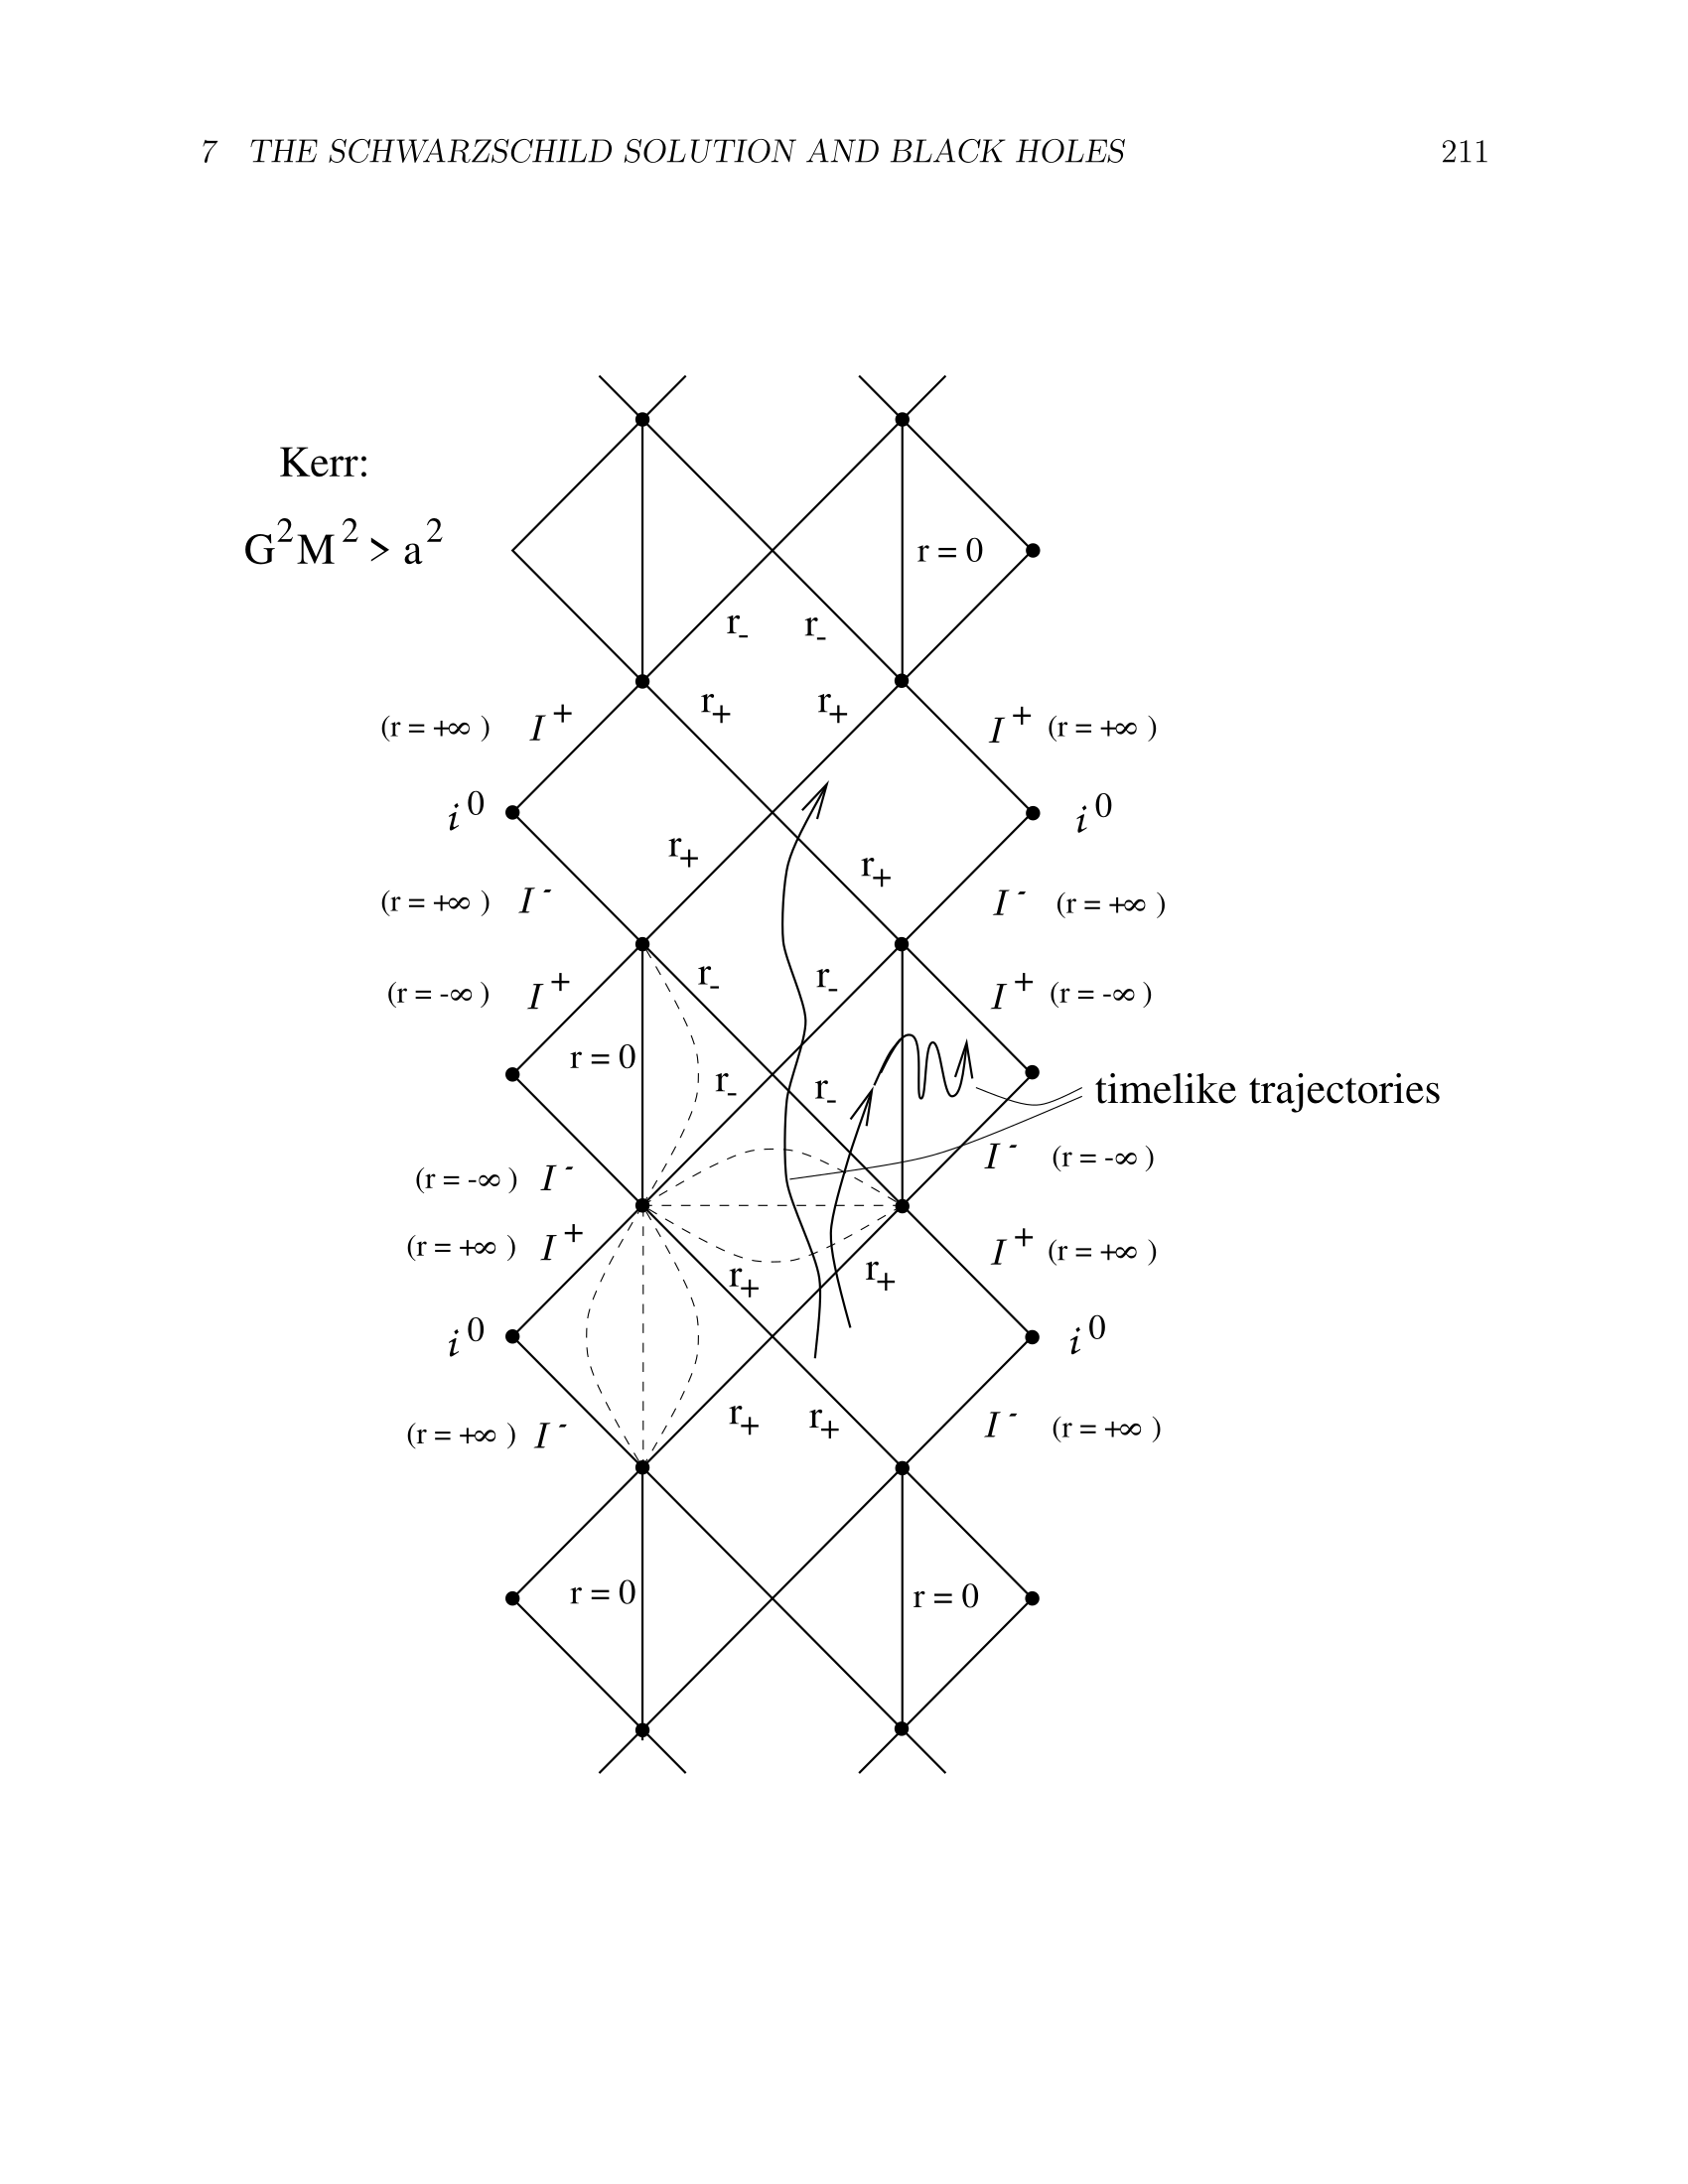 7 THE SCHWARZSCHILD SOLUTION AND BLACK HOLES 211
Kerr:
G²M² > a²
r = 0
r₋ r₋
r₊ r₊
(r = +∞ ) I⁺ I⁺ (r = +∞ )
i⁰ i⁰
r₊ r₊
(r = +∞ ) I⁻ I⁻ (r = +∞ )
r₋ r₋
(r = -∞ ) I⁺ I⁺ (r = -∞ )
r = 0
r₋ r₋ timelike trajectories
(r = -∞ ) I⁻ I⁻ (r = -∞ )
(r = +∞ ) I⁺ I⁺ (r = +∞ )
r₊ r₊
i⁰ i⁰
r₊ r₊
(r = +∞ ) I⁻ I⁻ (r = +∞ )
r = 0 r = 0